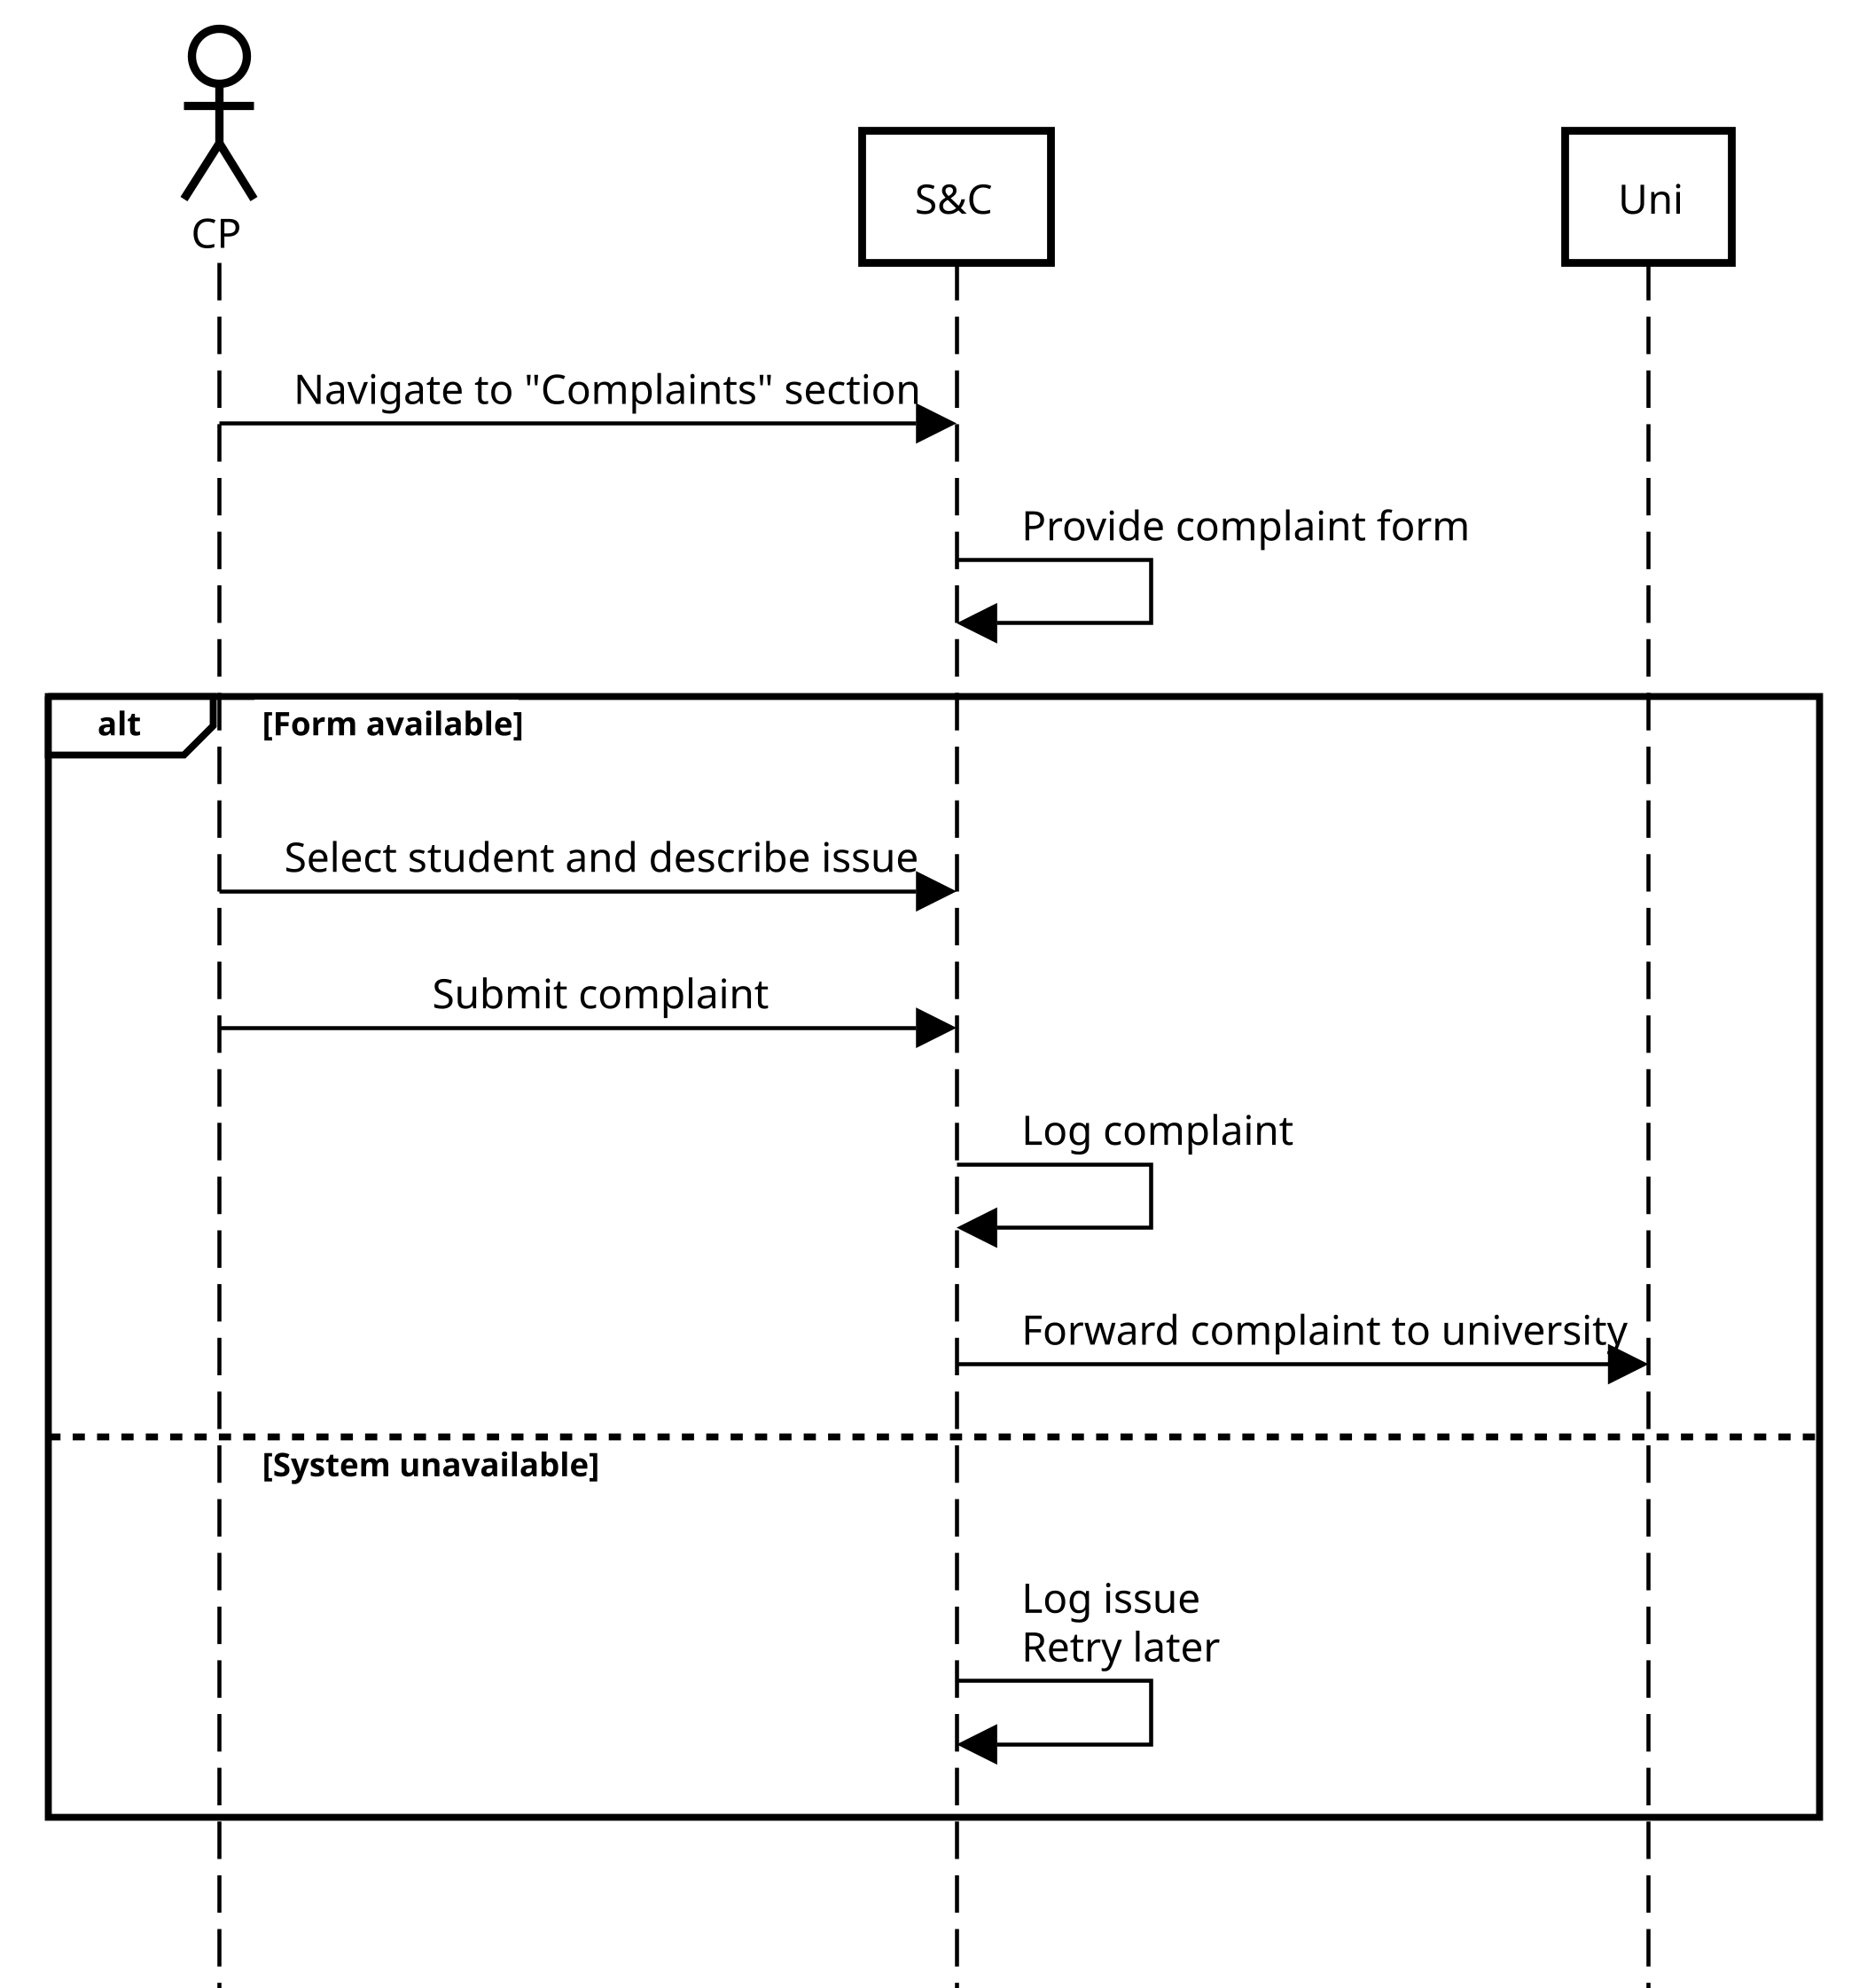 CP
S&C
Uni
Navigate to "Complaints" section
Provide complaint form
alt
[Form available]
Select student and describe issue
Submit complaint
Log complaint
Forward complaint to university
[System unavailable]
Log issue
Retry later